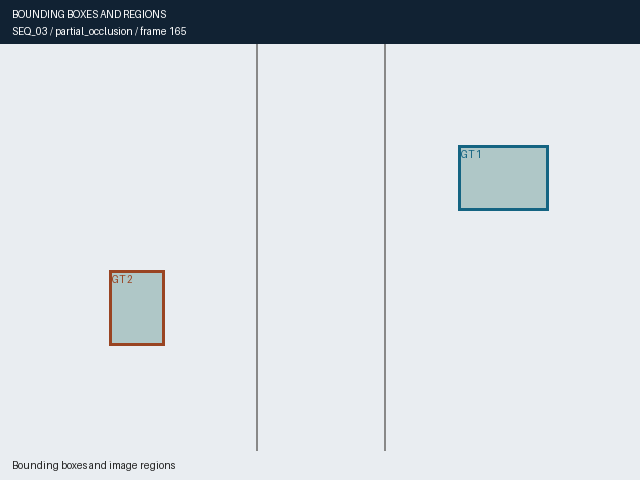 BOUNDING BOXES AND REGIONS
SEQ_03 / partial_occlusion / frame 165
GT1
GT2
Bounding boxes and image regions